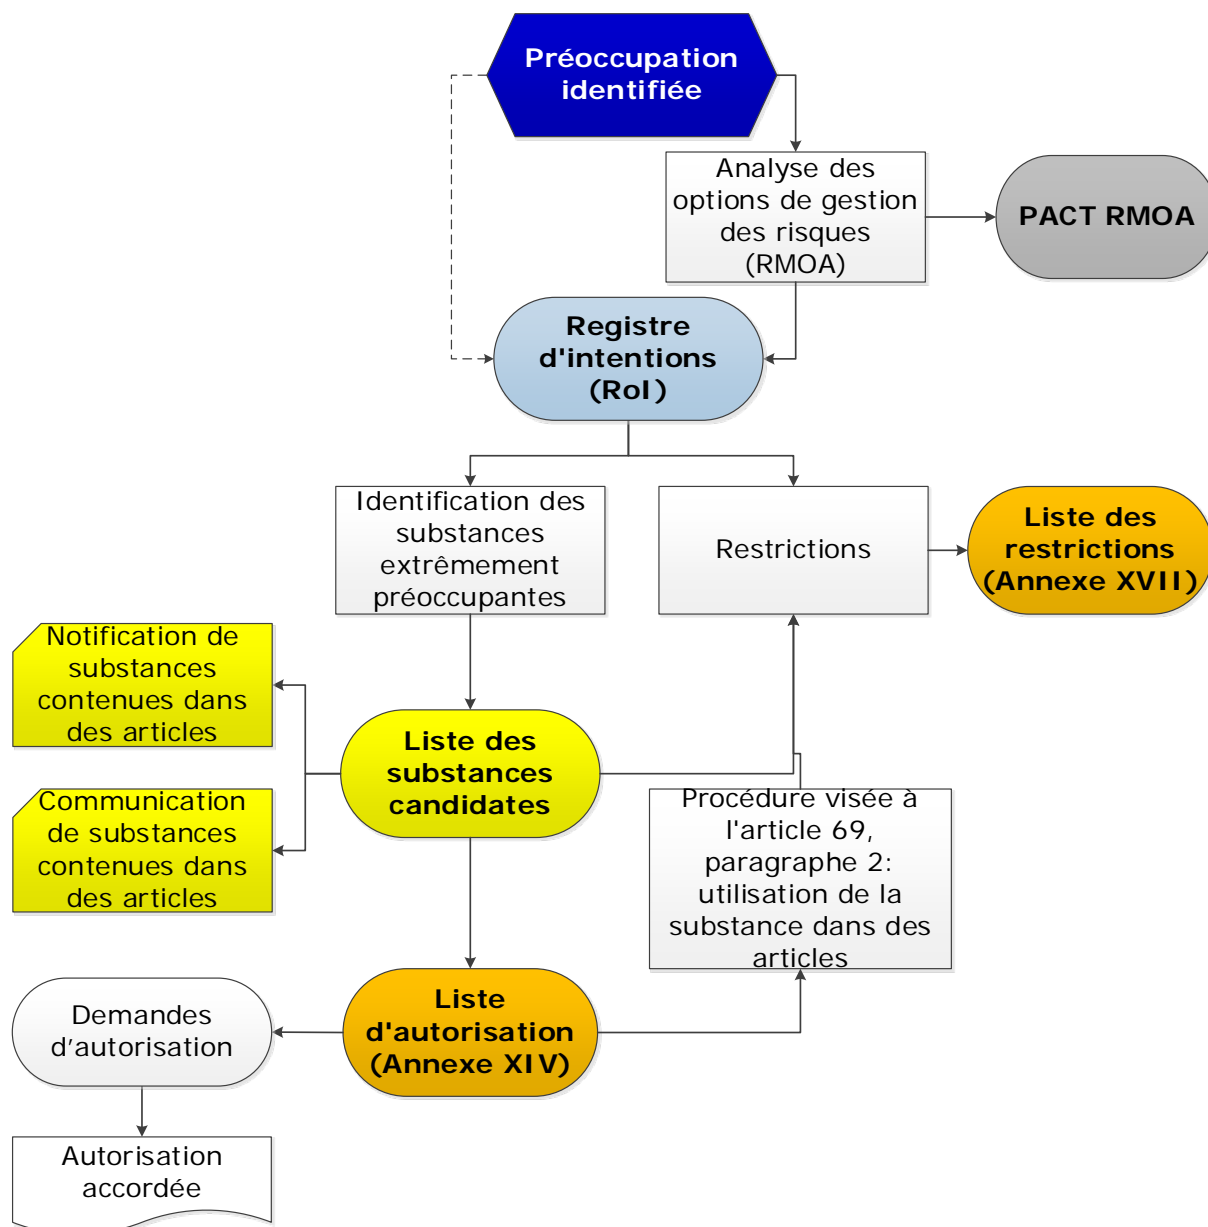 Préoccupation
identifiée
Analyse des
options de gestion
des risques
(RMOA)
PACT RMOA
Registre
d'intentions
(RoI)
Identification des
substances
extrêmement
préoccupantes
Restrictions
Liste des
restrictions
(Annexe XVII)
Notification de
substances
contenues dans
des articles
Liste des
substances
candidates
Communication
de substances
contenues dans
des articles
Procédure visée à
l'article 69,
paragraphe 2:
utilisation de la
substance dans des
articles
Demandes
d’autorisation
Liste
d'autorisation
(Annexe XIV)
Autorisation
accordée